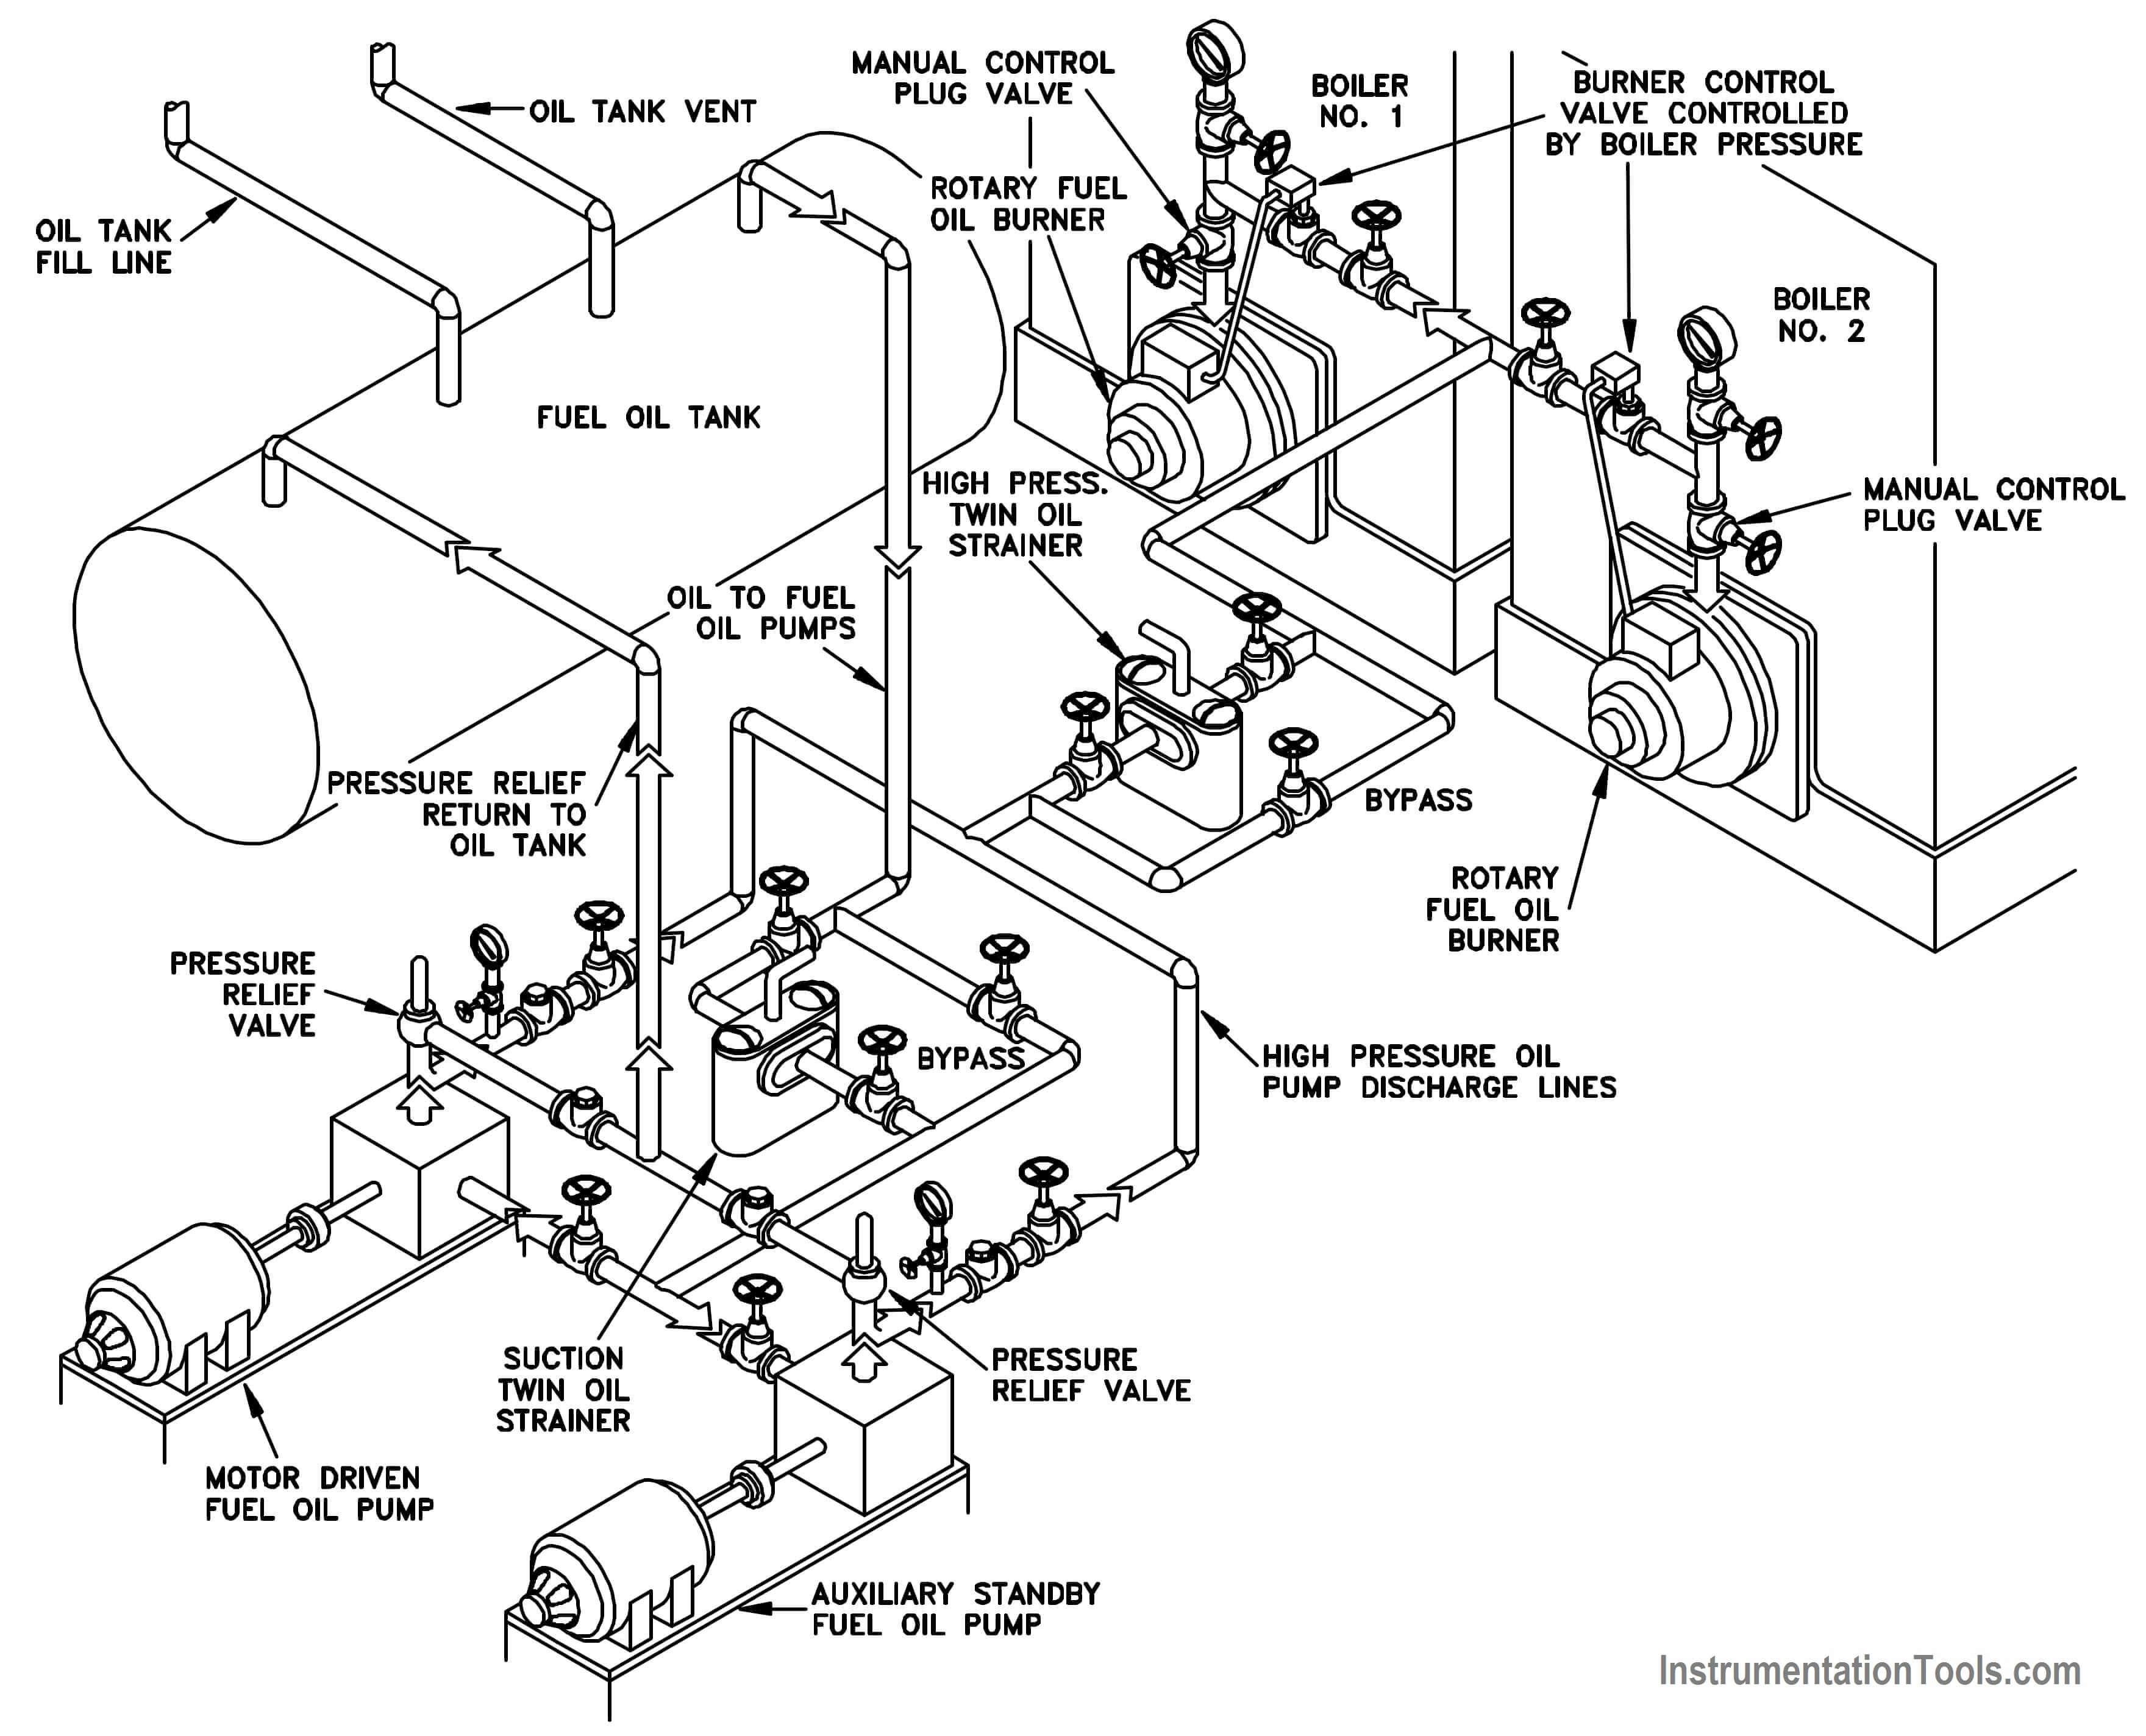 MANUAL CONTROL
PLUG VALVE
BOILER
NO. 1
BURNER CONTROL
VALVE CONTROLLED
BY BOILER PRESSURE
OIL TANK VENT
ROTARY FUEL
OIL BURNER
OIL TANK
FILL LINE
BOILER
NO. 2
FUEL OIL TANK
HIGH PRESS.
TWIN OIL
STRAINER
MANUAL CONTROL
PLUG VALVE
OIL TO FUEL
OIL PUMPS
PRESSURE RELIEF
RETURN TO
OIL TANK
BYPASS
ROTARY
FUEL OIL
BURNER
PRESSURE
RELIEF
VALVE
BYPASS
HIGH PRESSURE OIL
PUMP DISCHARGE LINES
SUCTION
TWIN OIL
STRAINER
PRESSURE
RELIEF VALVE
MOTOR DRIVEN
FUEL OIL PUMP
AUXILIARY STANDBY
FUEL OIL PUMP
InstrumentationTools.com